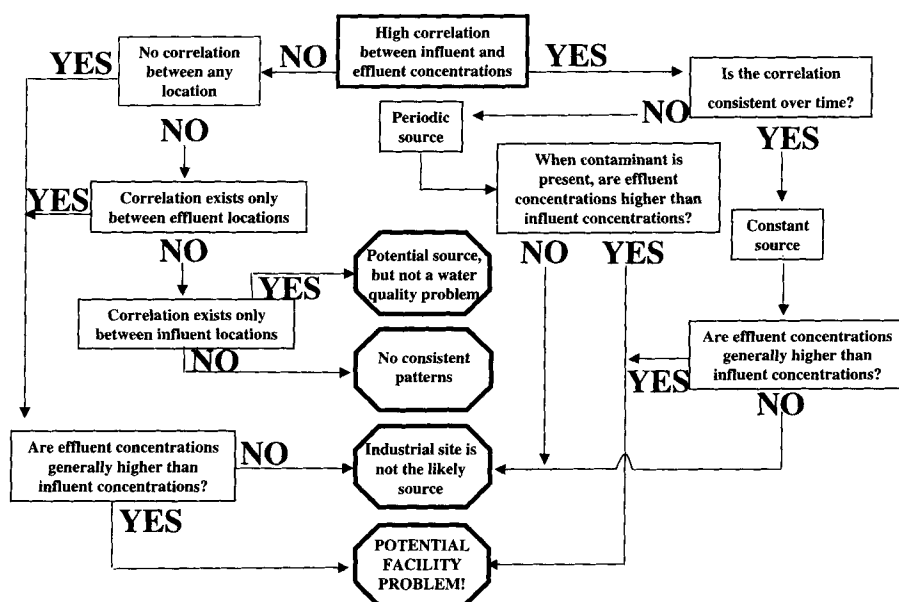 High correlation
between influent and
effluent concentrations
NO
YES
YES
No correlation
between any
location
Is the correlation
consistent over time?
NO
YES
Periodic
source
NO
When contaminant is
present, are effluent
concentrations higher than
influent concentrations?
YES
Correlation exists only
between effluent locations
Constant
source
NO
YES
NO
Potential source,
but not a water
quality problem
YES
Correlation exists only
between influent locations
NO
No consistent
patterns
Are effluent concentrations
generally higher than
influent concentrations?
YES
NO
Are effluent concentrations
generally higher than
influent concentrations?
NO
Industrial site is
not the likely
source
YES
POTENTIAL
FACILITY
PROBLEM!